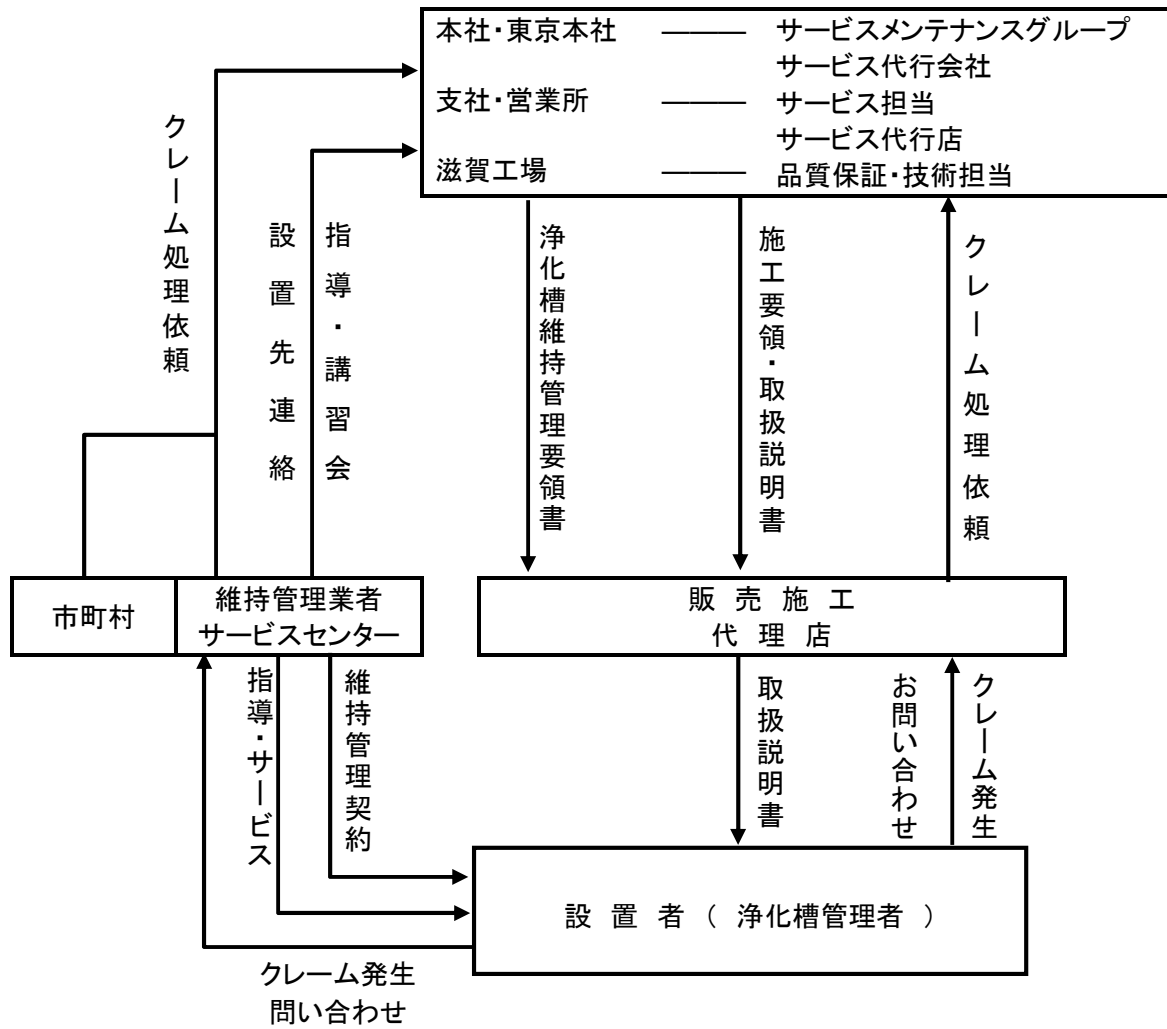 本社・東京本社 ——— サービスメンテナンスグループ
サービス代行会社
支社・営業所 ——— サービス担当
サービス代行店
滋賀工場 ——— 品質保証・技術担当
クレーム処理依頼
設置先連絡
指導・講習会
浄化槽維持管理要領書
施工要領・取扱説明書
クレーム処理依頼
市町村
維持管理業者
サービスセンター
販売施工
代理店
指導・サービス
維持管理契約
取扱説明書
お問い合わせ
クレーム発生
設置者(浄化槽管理者)
クレーム発生
問い合わせ